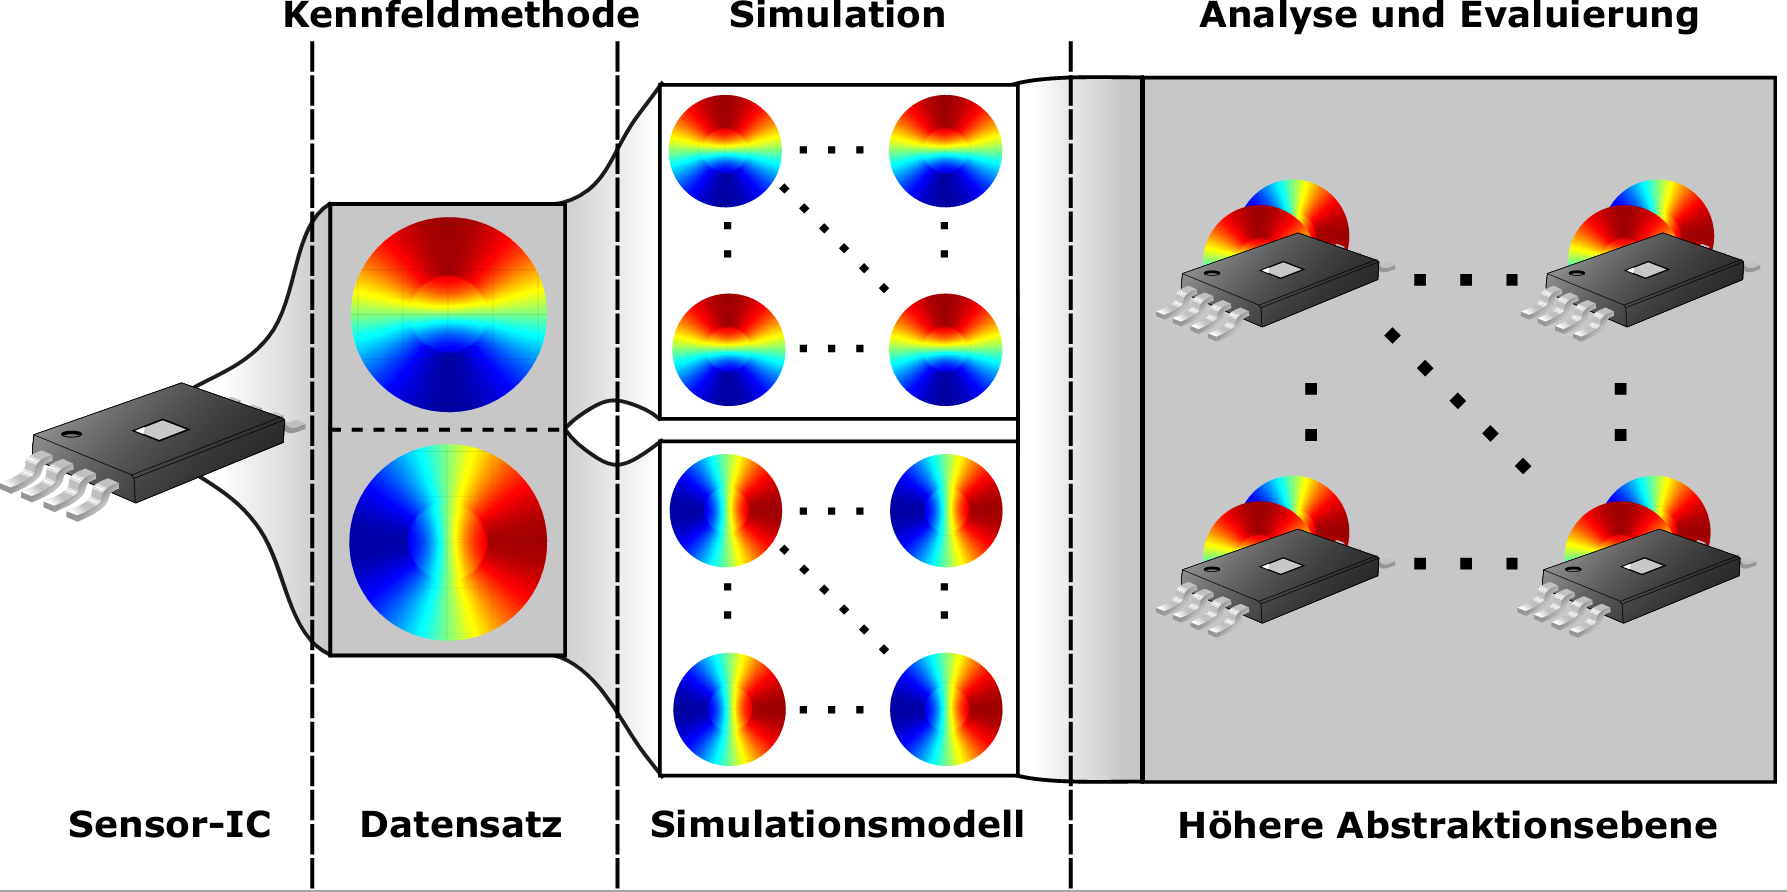 Kennfeldmethode
Simulation
Analyse und Evaluierung
Sensor-IC
Datensatz
Simulationsmodell
Höhere Abstraktionsebene